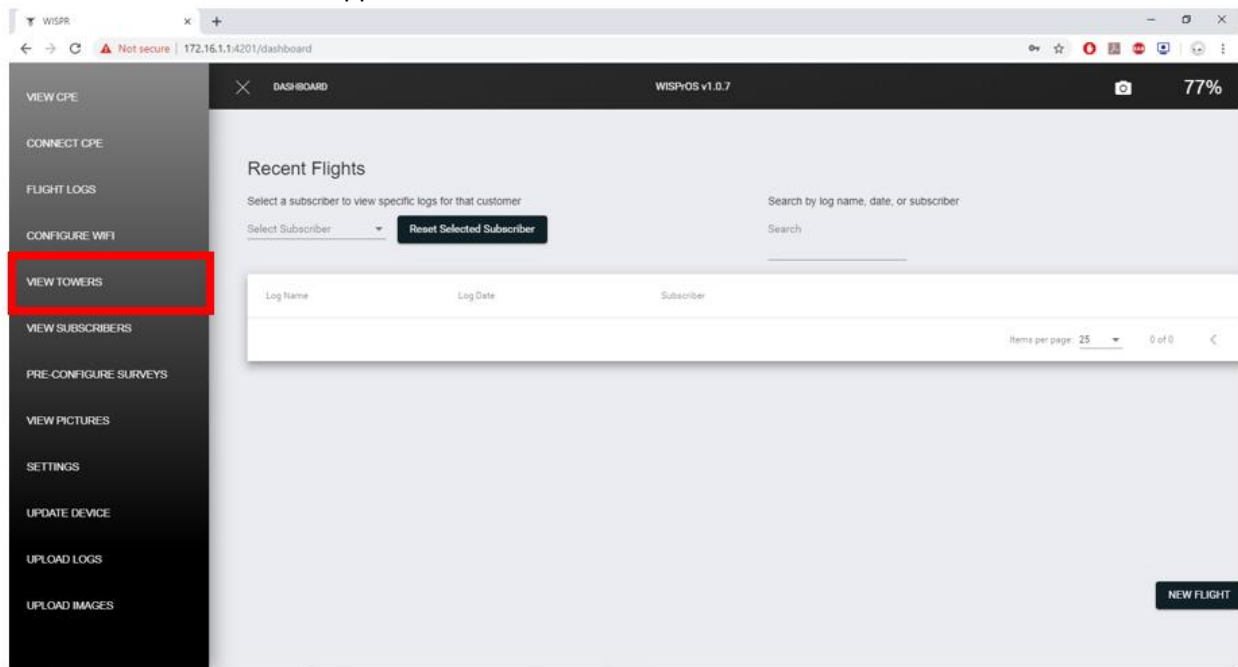 WISPR
Not secure | 172.16.1.1:4201/dashboard
DASHBOARD
WISPrOS v1.0.7
77%
VIEW CPE
CONNECT CPE
FLIGHT LOGS
CONFIGURE WIFI
VIEW TOWERS
VIEW SUBSCRIBERS
PRE-CONFIGURE SURVEYS
VIEW PICTURES
SETTINGS
UPDATE DEVICE
UPLOAD LOGS
UPLOAD IMAGES
Recent Flights
Select a subscriber to view specific logs for that customer
Select Subscriber
Reset Selected Subscriber
Search by log name, date, or subscriber
Search
Log Name Log Date Subscriber
Items per page: 25 0 of 0
NEW FLIGHT